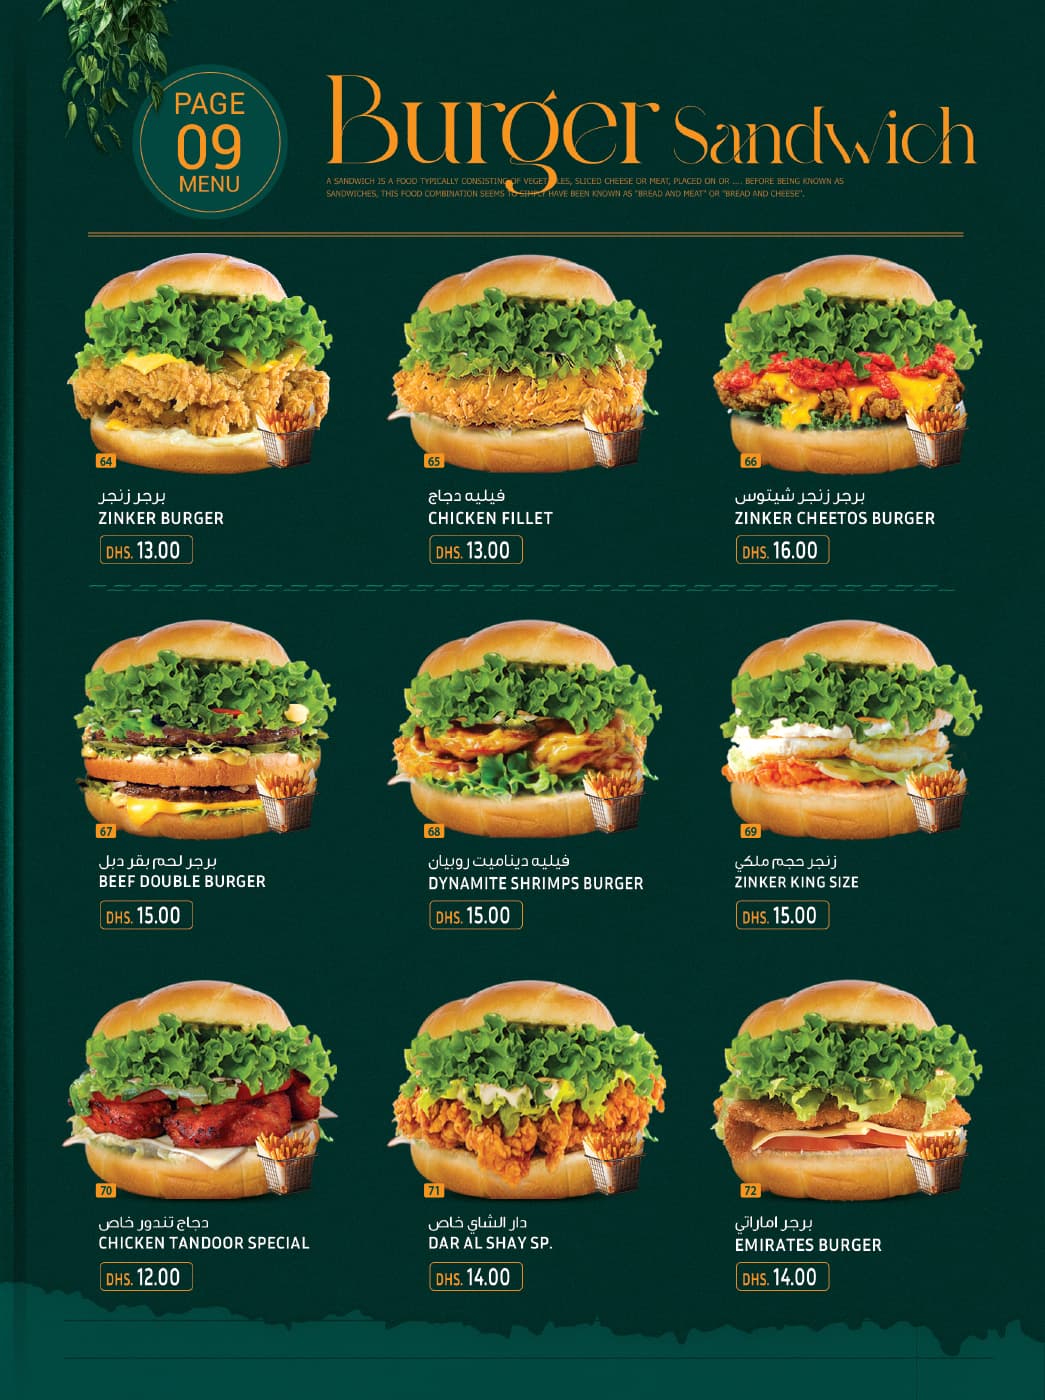 PAGE
09
MENU
Burger Sandwich
A SANDWICH IS A FOOD TYPICALLY CONSISTING OF VEGETABLES, SLICED CHEESE OR MEAT, PLACED ON OR .... BEFORE BEING KNOWN AS
SANDWICHES, THIS FOOD COMBINATION SEEMS TO SIMPLY HAVE BEEN KNOWN AS "BREAD AND MEAT" OR "BREAD AND CHEESE".
64
برجر زنجر
ZINKER BURGER
DHS. 13.00
65
فيليه دجاج
CHICKEN FILLET
DHS. 13.00
66
برجر زنجر شيتوس
ZINKER CHEETOS BURGER
DHS. 16.00
67
برجر لحم بقر دبل
BEEF DOUBLE BURGER
DHS. 15.00
68
فيليه ديناميت روبيان
DYNAMITE SHRIMPS BURGER
DHS. 15.00
69
زنجر حجم ملكي
ZINKER KING SIZE
DHS. 15.00
70
دجاج تندور خاص
CHICKEN TANDOOR SPECIAL
DHS. 12.00
71
دار الشاي خاص
DAR AL SHAY SP.
DHS. 14.00
72
برجر اماراتي
EMIRATES BURGER
DHS. 14.00